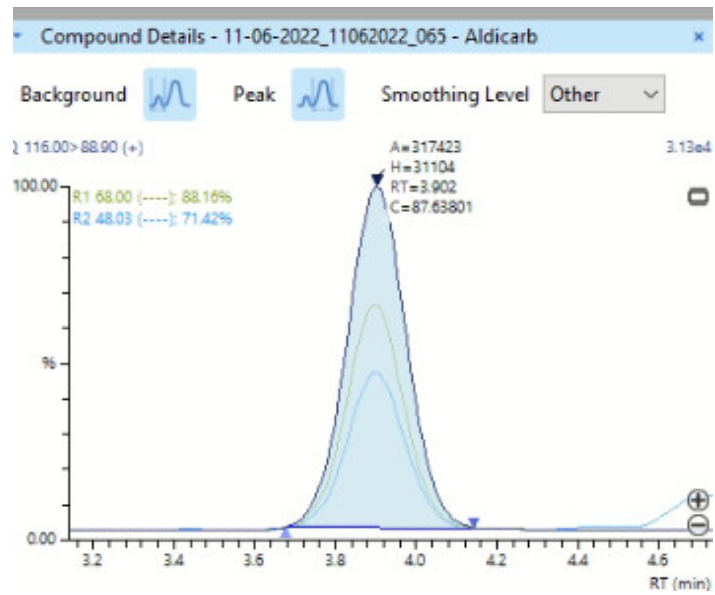 Compound Details - 11-06-2022_11062022_065 - Aldicarb
Background Peak Smoothing Level Other
Q 116.00>88.90 (+)
A=317423
3.13e4
H=31104
100.00
RT=3.902
R1 68.00 (----); 88.16%
C=87.63801
R2 48.03 (----); 71.42%
%
0.00
3.2 3.4 3.6 3.8 4.0 4.2 4.4 4.6
RT (min)